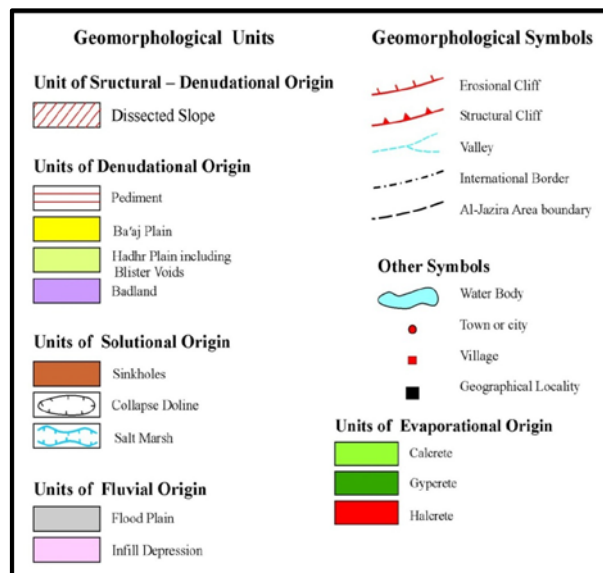 Geomorphological Units
Unit of Sructural – Denudational Origin
Dissected Slope
Units of Denudational Origin
Pediment
Ba'aj Plain
Hadhr Plain including
Blister Voids
Badland
Units of Solutional Origin
Sinkholes
Collapse Doline
Salt Marsh
Units of Fluvial Origin
Flood Plain
Infill Depression
Geomorphological Symbols
Erosional Cliff
Structural Cliff
Valley
International Border
Al-Jazira Area boundary
Other Symbols
Water Body
Town or city
Village
Geographical Locality
Units of Evaporational Origin
Calcrete
Gypcrete
Halcrete